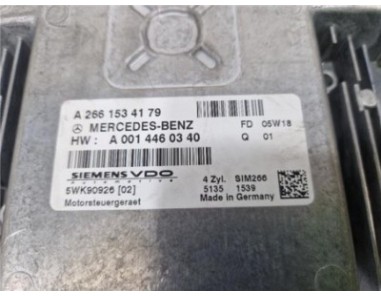 A 266 153 41 79
MERCEDES-BENZ FD 05W18
HW : A 001 446 03 40 Q 01
SIEMENS VDO
Automotive 4 Zyl. SIM266
5WK90926 [02] 5135 1539
Motorsteuergeraet Made in Germany